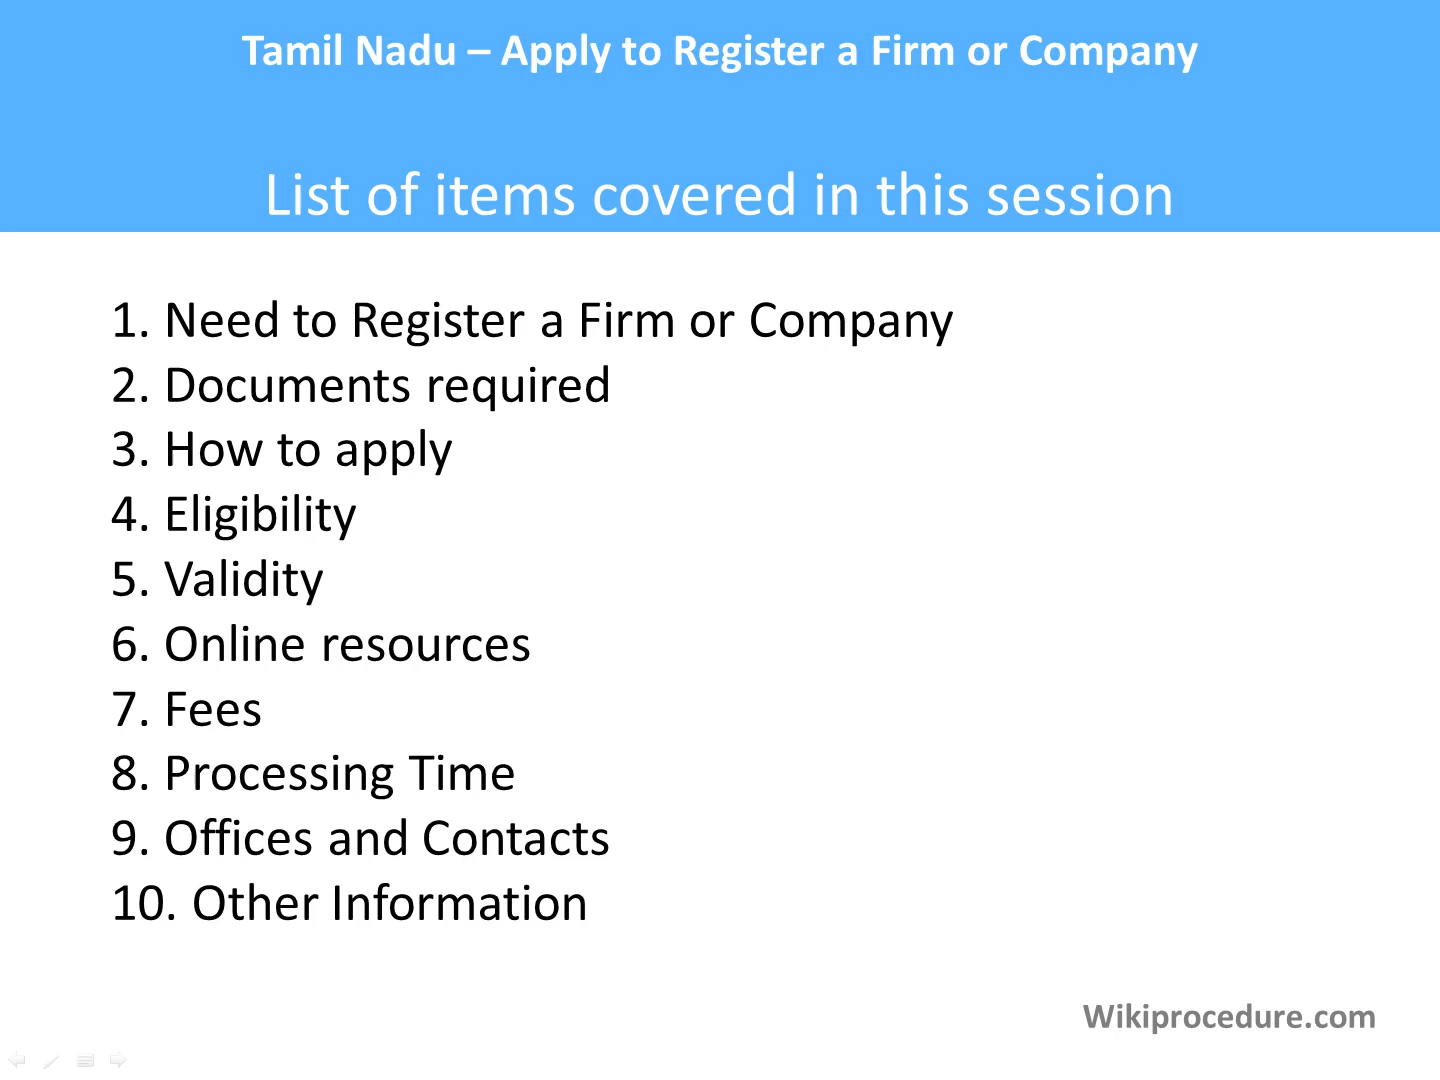 Tamil Nadu – Apply to Register a Firm or Company
List of items covered in this session
1. Need to Register a Firm or Company
2. Documents required
3. How to apply
4. Eligibility
5. Validity
6. Online resources
7. Fees
8. Processing Time
9. Offices and Contacts
10. Other Information
Wikiprocedure.com